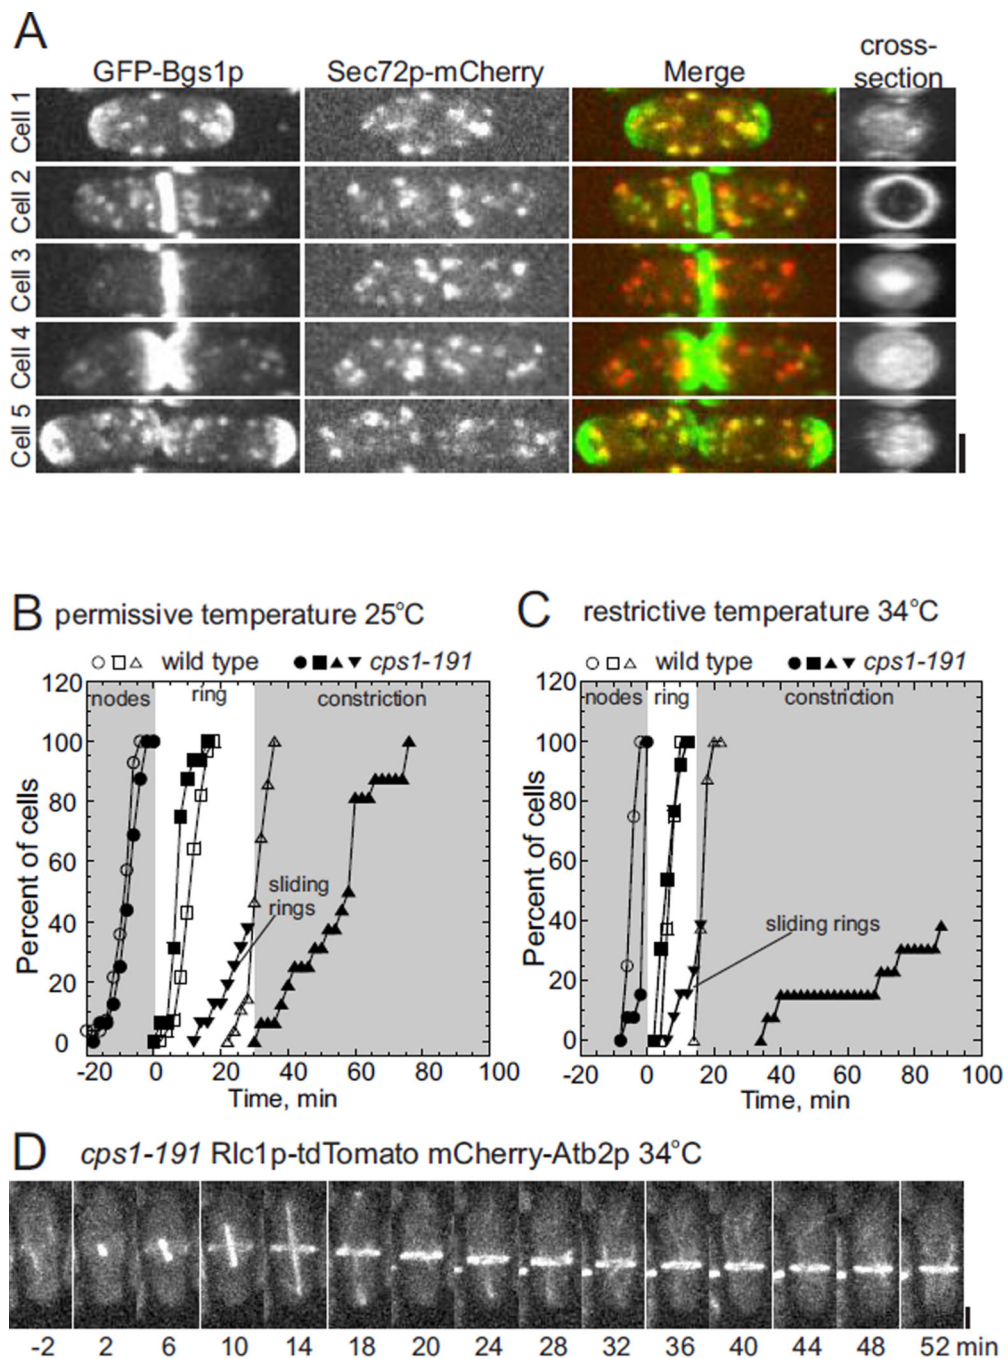 A
GFP-Bgs1p Sec72p-mCherry Merge cross-
section
Cell 1
Cell 2
Cell 3
Cell 4
Cell 5
B permissive temperature 25°C
○ □ △ wild type ● ■ ▲ ▼ cps1-191
nodes ring constriction
sliding
rings
120
100
80
60
40
20
0
Percent of cells
-20 0 20 40 60 80 100
Time, min
C restrictive temperature 34°C
○ □ △ wild type ● ■ ▲ ▼ cps1-191
nodes ring constriction
sliding rings
120
100
80
60
40
20
0
Percent of cells
-20 0 20 40 60 80 100
Time, min
D cps1-191 Rlc1p-tdTomato mCherry-Atb2p 34°C
-2 2 6 10 14 18 20 24 28 32 36 40 44 48 52 min